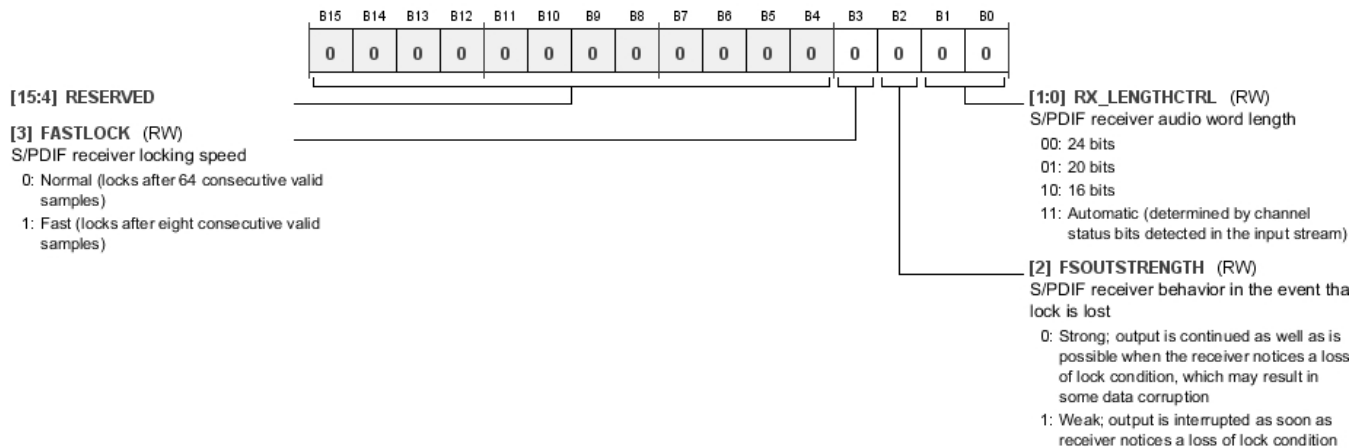 B15 B14 B13 B12 B11 B10 B9 B8 B7 B6 B5 B4 B3 B2 B1 B0
0 0 0 0 0 0 0 0 0 0 0 0 0 0 0 0
[15:4] RESERVED
[3] FASTLOCK (RW)
S/PDIF receiver locking speed
0: Normal (locks after 64 consecutive valid
samples)
1: Fast (locks after eight consecutive valid
samples)
[1:0] RX_LENGTHCTRL (RW)
S/PDIF receiver audio word length
00: 24 bits
01: 20 bits
10: 16 bits
11: Automatic (determined by channel
status bits detected in the input stream)
[2] FSOUTSTRENGTH (RW)
S/PDIF receiver behavior in the event tha
lock is lost
0: Strong; output is continued as well as is
possible when the receiver notices a loss
of lock condition, which may result in
some data corruption
1: Weak; output is interrupted as soon as
receiver notices a loss of lock condition